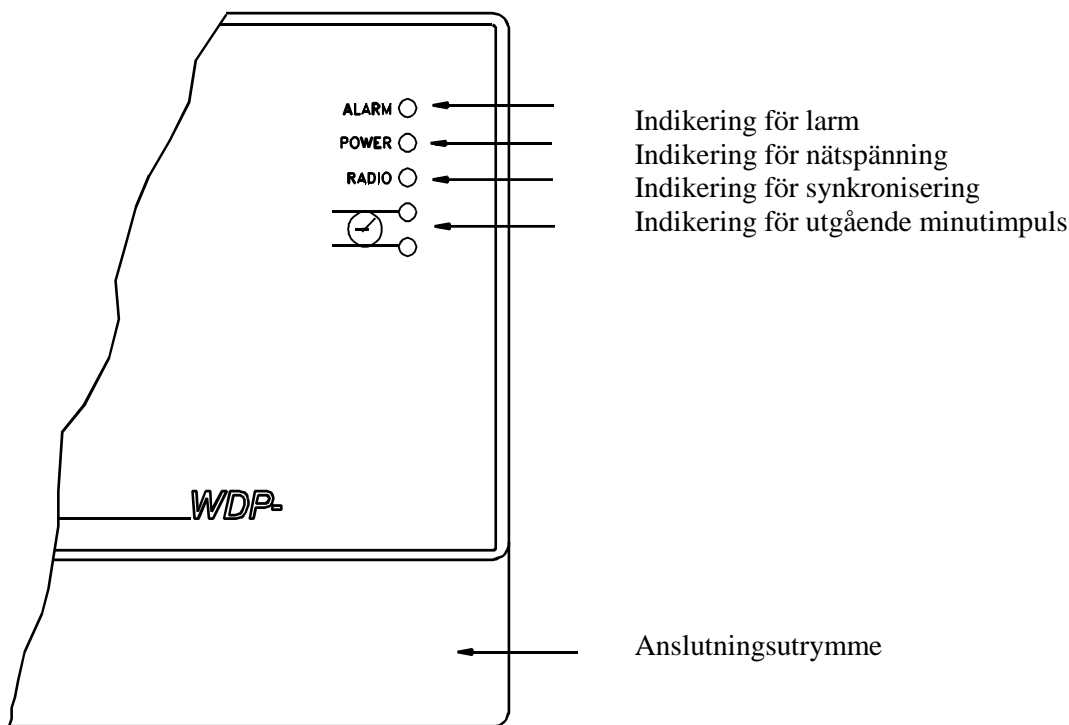 ALARM
POWER
RADIO
Indikering för larm
Indikering för nätspänning
Indikering för synkronisering
Indikering för utgående minutimpuls
WDP-
Anslutningsutrymme